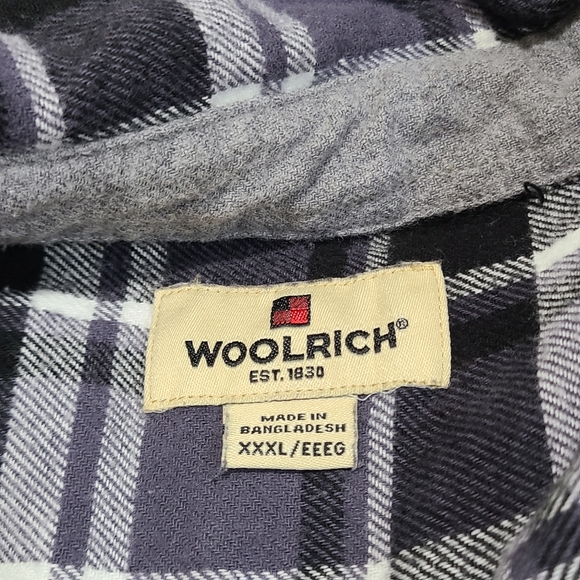 WOOLRICH®
EST. 1830
MADE IN
BANGLADESH
XXXL/EEEG